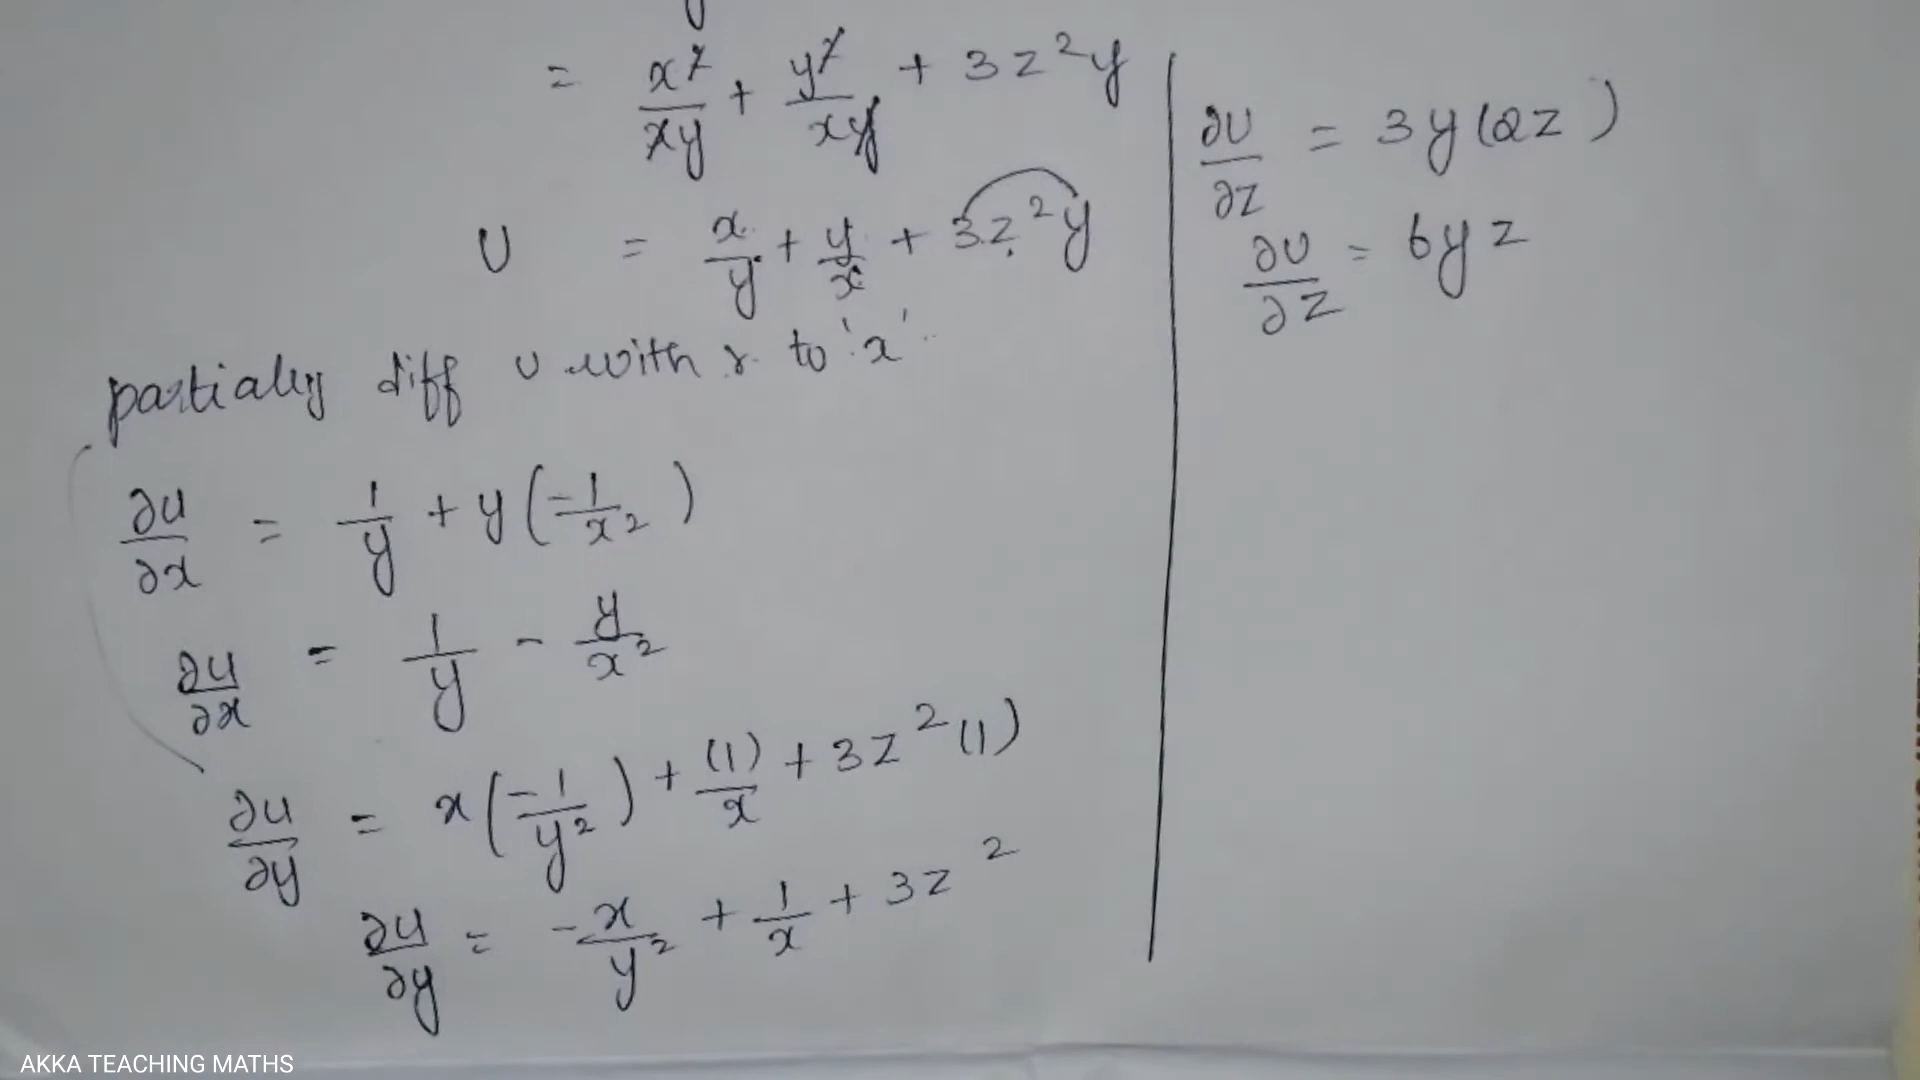 = x²/xy + y²/xy + 3z²y
U = x/y + y/x + 3z²y
partially diff U with r. to 'x'.
∂u/∂x = 1/y + y(-1/x²)
∂u/∂x = 1/y - y/x²
∂u/∂y = x(-1/y²) + (1)/x + 3z²(1)
∂u/∂y = -x/y² + 1/x + 3z²
∂U/∂z = 3y(2z)
∂U/∂z = 6yz
AKKA TEACHING MATHS